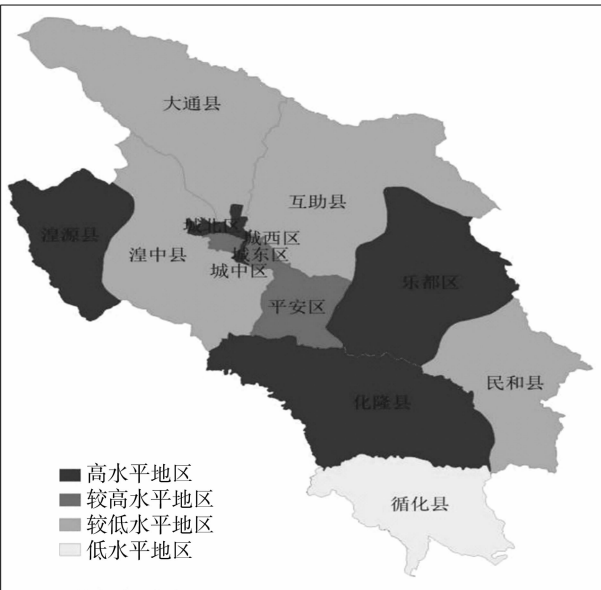 大通县
互助县
城北区
湟源县
城西区
湟中县
城东区
城中区
乐都区
平安区
民和县
化隆县
高水平地区
较高水平地区
循化县
较低水平地区
低水平地区